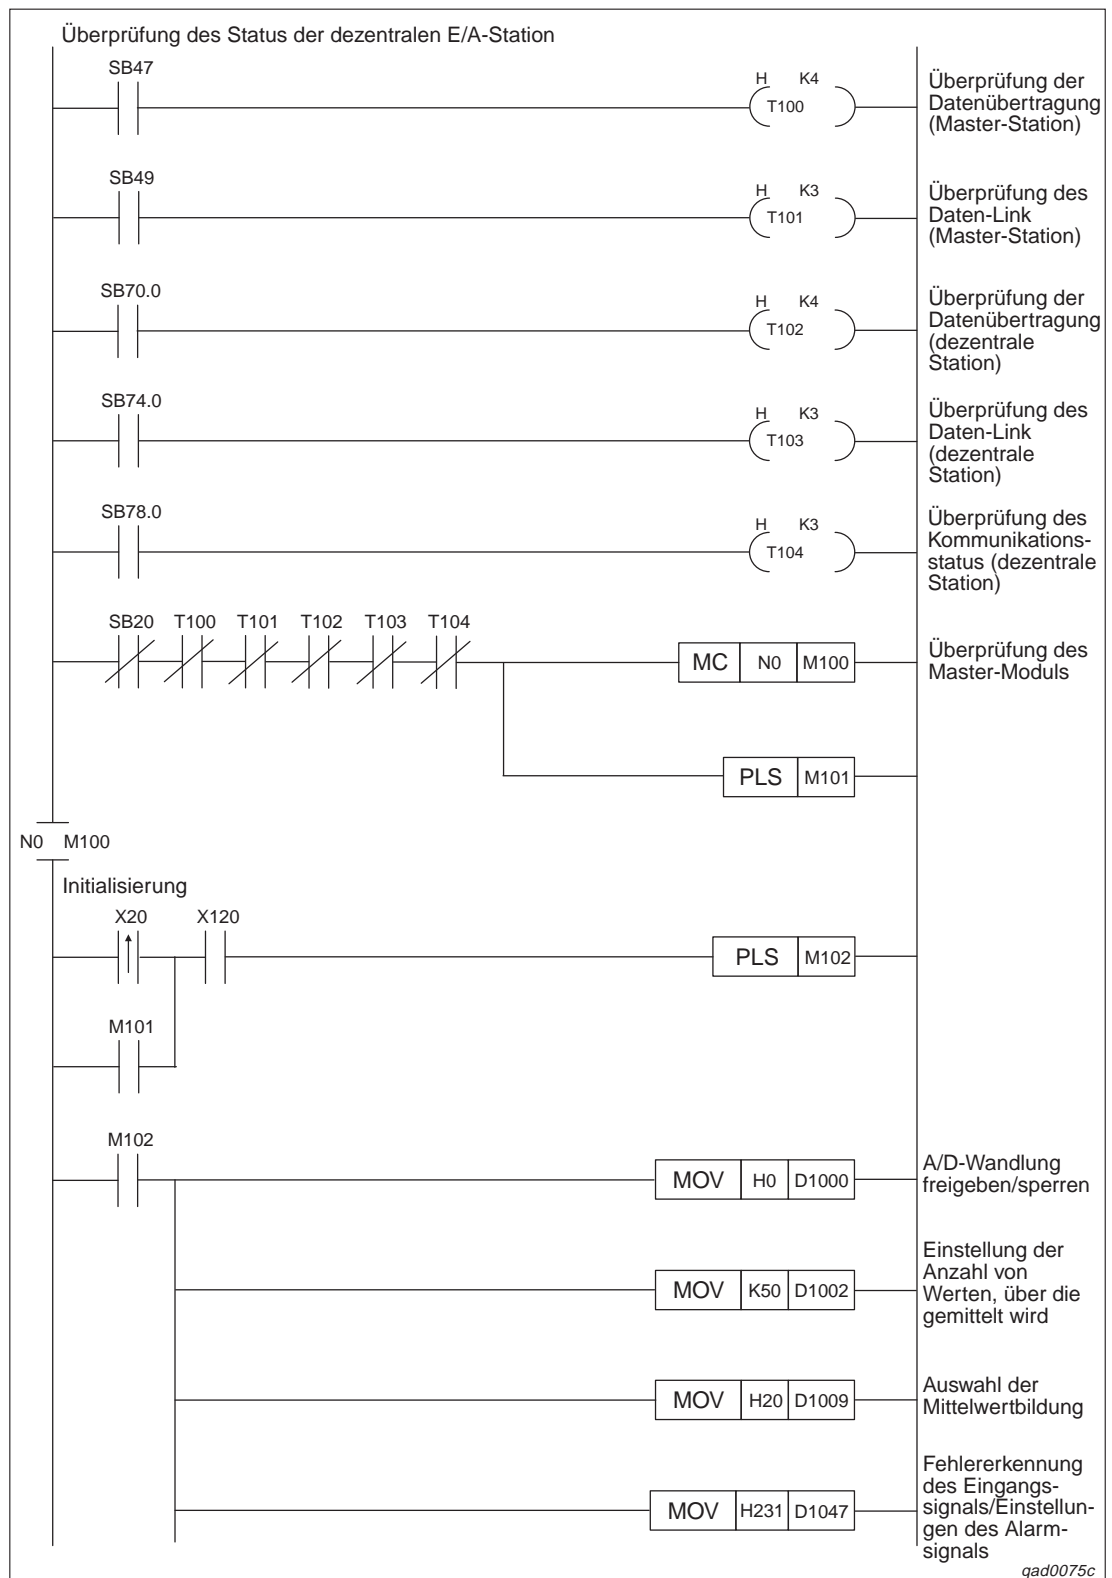 Überprüfung des Status der dezentralen E/A-Station
SB47
H K4
T100
Überprüfung der
Datenübertragung
(Master-Station)
SB49
H K3
T101
Überprüfung des
Daten-Link
(Master-Station)
SB70.0
H K4
T102
Überprüfung der
Datenübertragung
(dezentrale
Station)
SB74.0
H K3
T103
Überprüfung des
Daten-Link
(dezentrale
Station)
SB78.0
H K3
T104
Überprüfung des
Kommunikations-
status (dezentrale
Station)
SB20 T100 T101 T102 T103 T104
MC N0 M100
Überprüfung des
Master-Moduls
PLS M101
N0 M100
Initialisierung
X20 X120
PLS M102
M101
M102
MOV H0 D1000
A/D-Wandlung
freigeben/sperren
MOV K50 D1002
Einstellung der
Anzahl von
Werten, über die
gemittelt wird
MOV H20 D1009
Auswahl der
Mittelwertbildung
MOV H231 D1047
Fehlererkennung
des Eingangs-
signals/Einstellun-
gen des Alarm-
signals
qad0075c